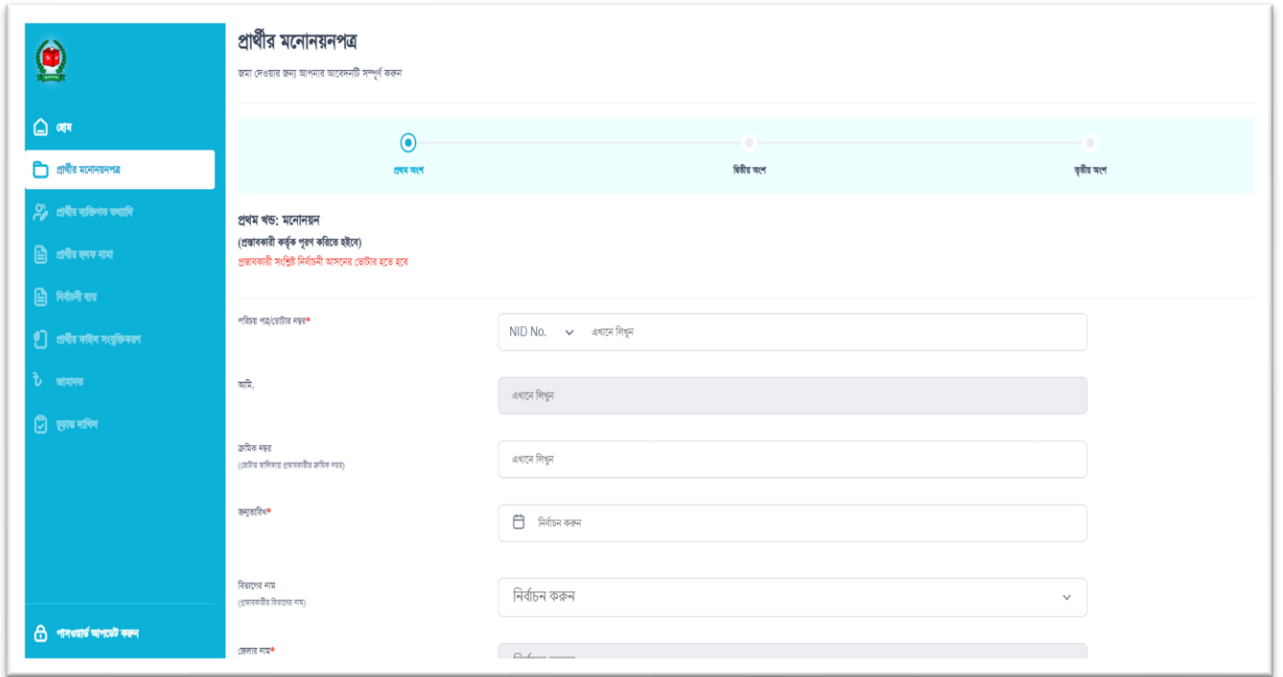 প্রার্থীর মনোনয়নপত্র
জমা দেওয়ার জন্য আপনার আবেদনটি সম্পূর্ণ করুন
হোম
প্রার্থীর মনোনয়নপত্র
প্রার্থীর ব্যক্তিগত তথ্যাদি
প্রার্থীর হলফ নামা
নির্বাচনী ব্যয়
প্রার্থীর ফাইল সংযুক্তিকরণ
জামানত
চূড়ান্ত দাখিল
পাসওয়ার্ড আপডেট করুন
প্রথম অংশ
দ্বিতীয় অংশ
তৃতীয় অংশ
প্রথম খন্ড: মনোনয়ন
(প্রস্তাবকারী কর্তৃক পূরণ করিতে হইবে)
প্রস্তাবকারী সংশ্লিষ্ট নির্বাচনী আসনের ভোটার হতে হবে
পরিচয় পত্র/ভোটার নম্বর*
NID No. এখানে লিখুন
আমি,
এখানে লিখুন
ক্রমিক নম্বর
(ভোটার তালিকায় প্রস্তাবকারীর ক্রমিক নম্বর)
এখানে লিখুন
জন্মতারিখ*
নির্বাচন করুন
বিভাগের নাম
(প্রস্তাবকারীর বিভাগের নাম)
নির্বাচন করুন
জেলার নাম*